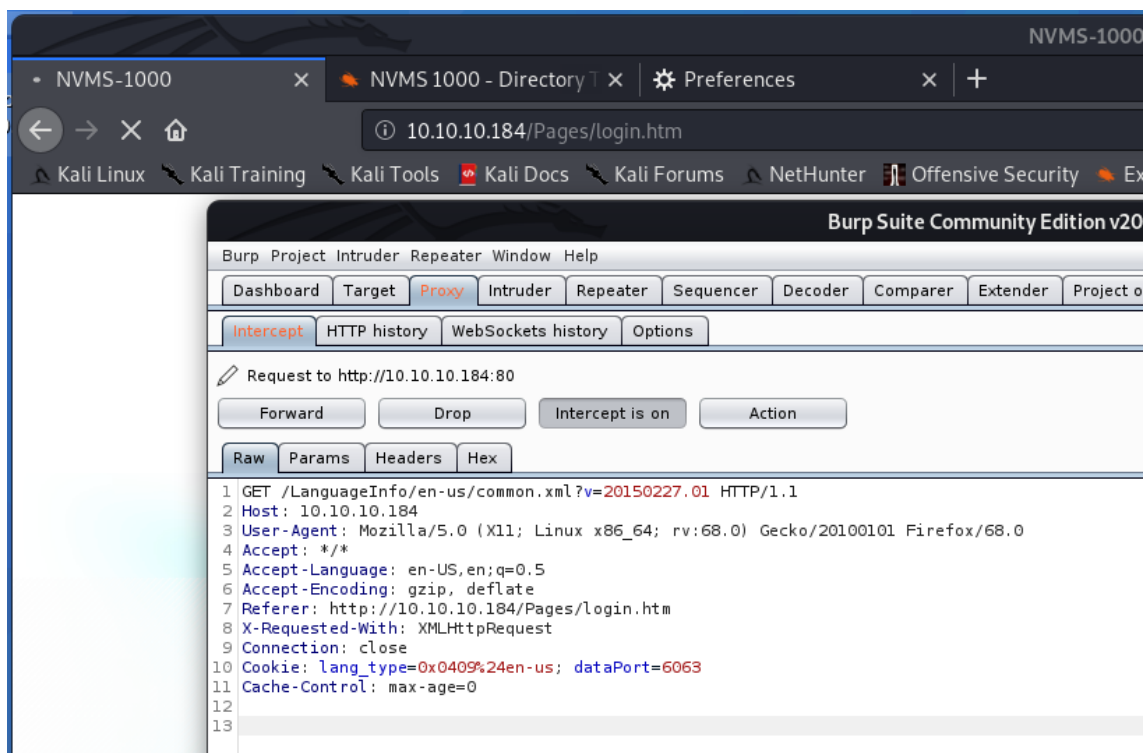 NVMS-1000
NVMS-1000 NVMS 1000 - Directory T Preferences
10.10.10.184/Pages/login.htm
Kali Linux Kali Training Kali Tools Kali Docs Kali Forums NetHunter Offensive Security Ex
Burp Suite Community Edition v20
Burp Project Intruder Repeater Window Help
Dashboard Target Proxy Intruder Repeater Sequencer Decoder Comparer Extender Project o
Intercept HTTP history WebSockets history Options
Request to http://10.10.10.184:80
Forward Drop Intercept is on Action
Raw Params Headers Hex
1 GET /LanguageInfo/en-us/common.xml?v=20150227.01 HTTP/1.1
2 Host: 10.10.10.184
3 User-Agent: Mozilla/5.0 (X11; Linux x86_64; rv:68.0) Gecko/20100101 Firefox/68.0
4 Accept: */*
5 Accept-Language: en-US,en;q=0.5
6 Accept-Encoding: gzip, deflate
7 Referer: http://10.10.10.184/Pages/login.htm
8 X-Requested-With: XMLHttpRequest
9 Connection: close
10 Cookie: lang_type=0x0409%24en-us; dataPort=6063
11 Cache-Control: max-age=0
12
13